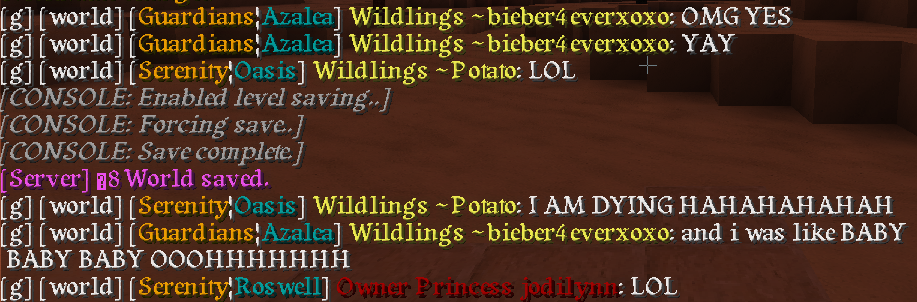 [g] [world] [Guardians¦Azalea] Wildlings ~bieber4everxoxo: OMG YES
[g] [world] [Guardians¦Azalea] Wildlings ~bieber4everxoxo: YAY
[g] [world] [Serenity¦Oasis] Wildlings ~Potato: LOL
[CONSOLE: Enabled level saving..]
[CONSOLE: Forcing save..]
[CONSOLE: Save complete.]
[Server] 8 World saved.
[g] [world] [Serenity¦Oasis] Wildlings ~Potato: I AM DYING HAHAHAHAHAH
[g] [world] [Guardians¦Azalea] Wildlings ~bieber4everxoxo: and i was like BABY
BABY BABY OOOHHHHHHHH
[g] [world] [Serenity¦Roswell] Owner Princess jodilynn: LOL